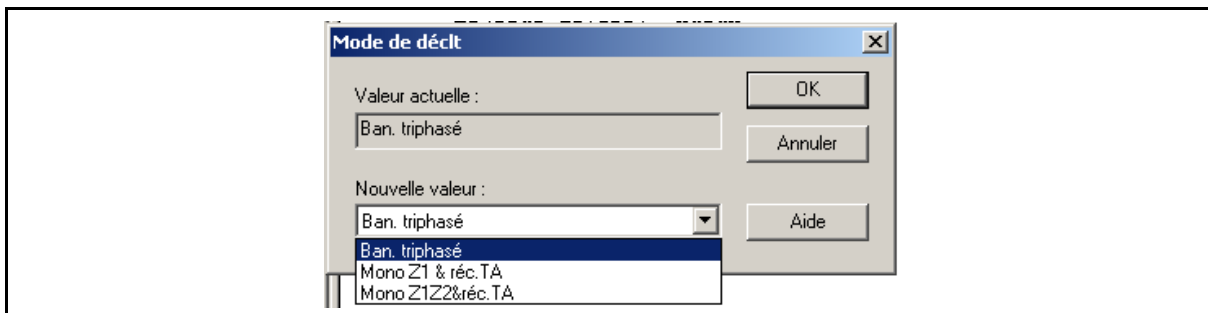 Mode de déclt
Valeur actuelle :
OK
Ban. triphasé
Annuler
Nouvelle valeur :
Ban. triphasé
Aide
Ban. triphasé
Mono Z1 & réc.TA
Mono Z1Z2&réc.TA